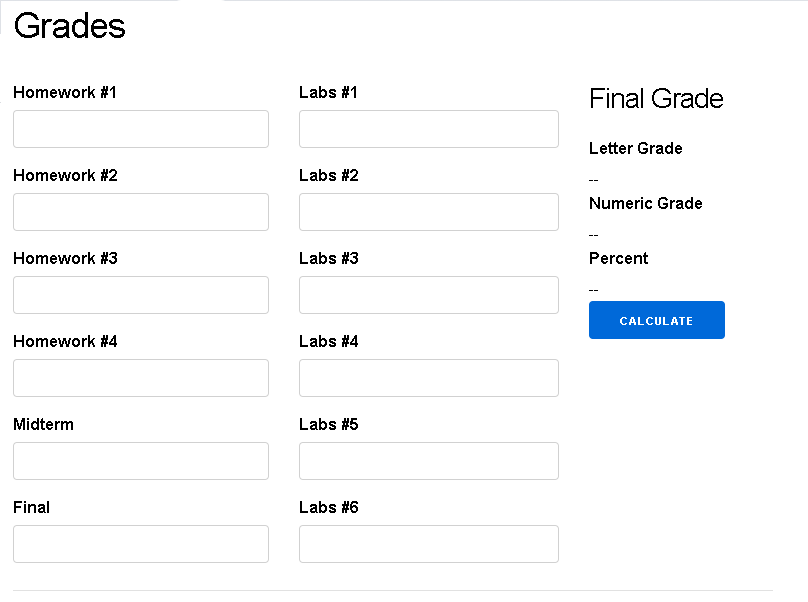 Grades
Homework #1
Homework #2
Homework #3
Homework #4
Midterm
Final
Labs #1
Labs #2
Labs #3
Labs #4
Labs #5
Labs #6
Final Grade
Letter Grade
--
Numeric Grade
--
Percent
--
CALCULATE